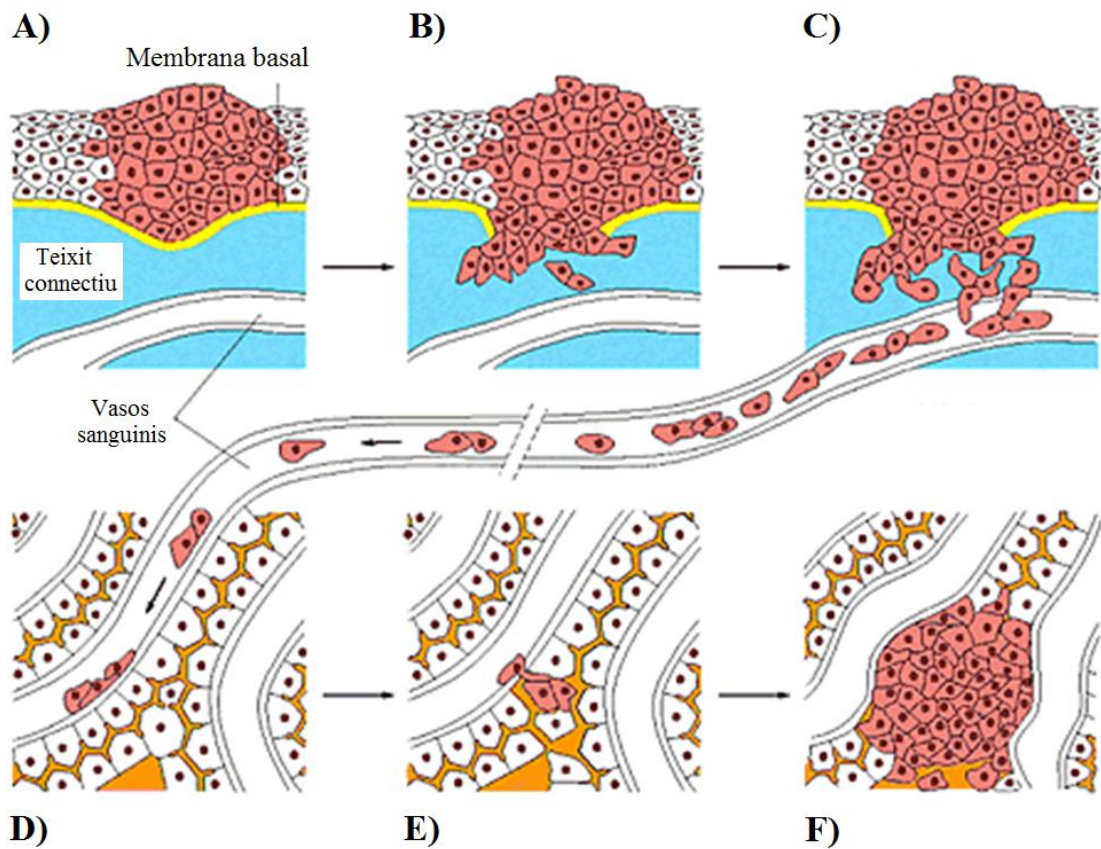 A)
B)
C)
Membrana basal
Teixit
connectiu
Vasos
sanguinis
D)
E)
F)